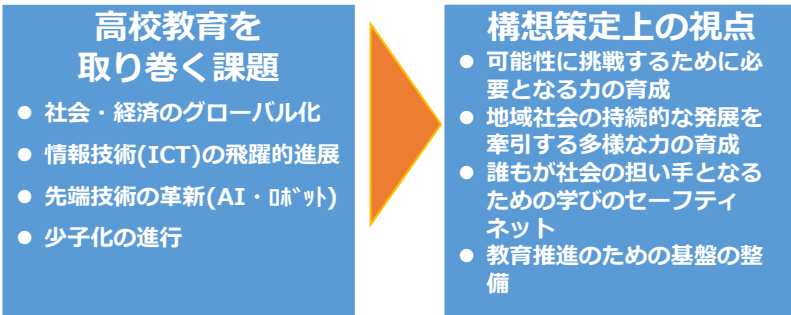 高校教育を
取り巻く課題
● 社会・経済のグローバル化
● 情報技術(ICT)の飛躍的進展
● 先端技術の革新(AI・ﾛﾎﾞｯﾄ)
● 少子化の進行
構想策定上の視点
● 可能性に挑戦するために必
要となる力の育成
● 地域社会の持続的な発展を
牽引する多様な力の育成
● 誰もが社会の担い手となる
ための学びのセーフティ
ネット
● 教育推進のための基盤の整
備